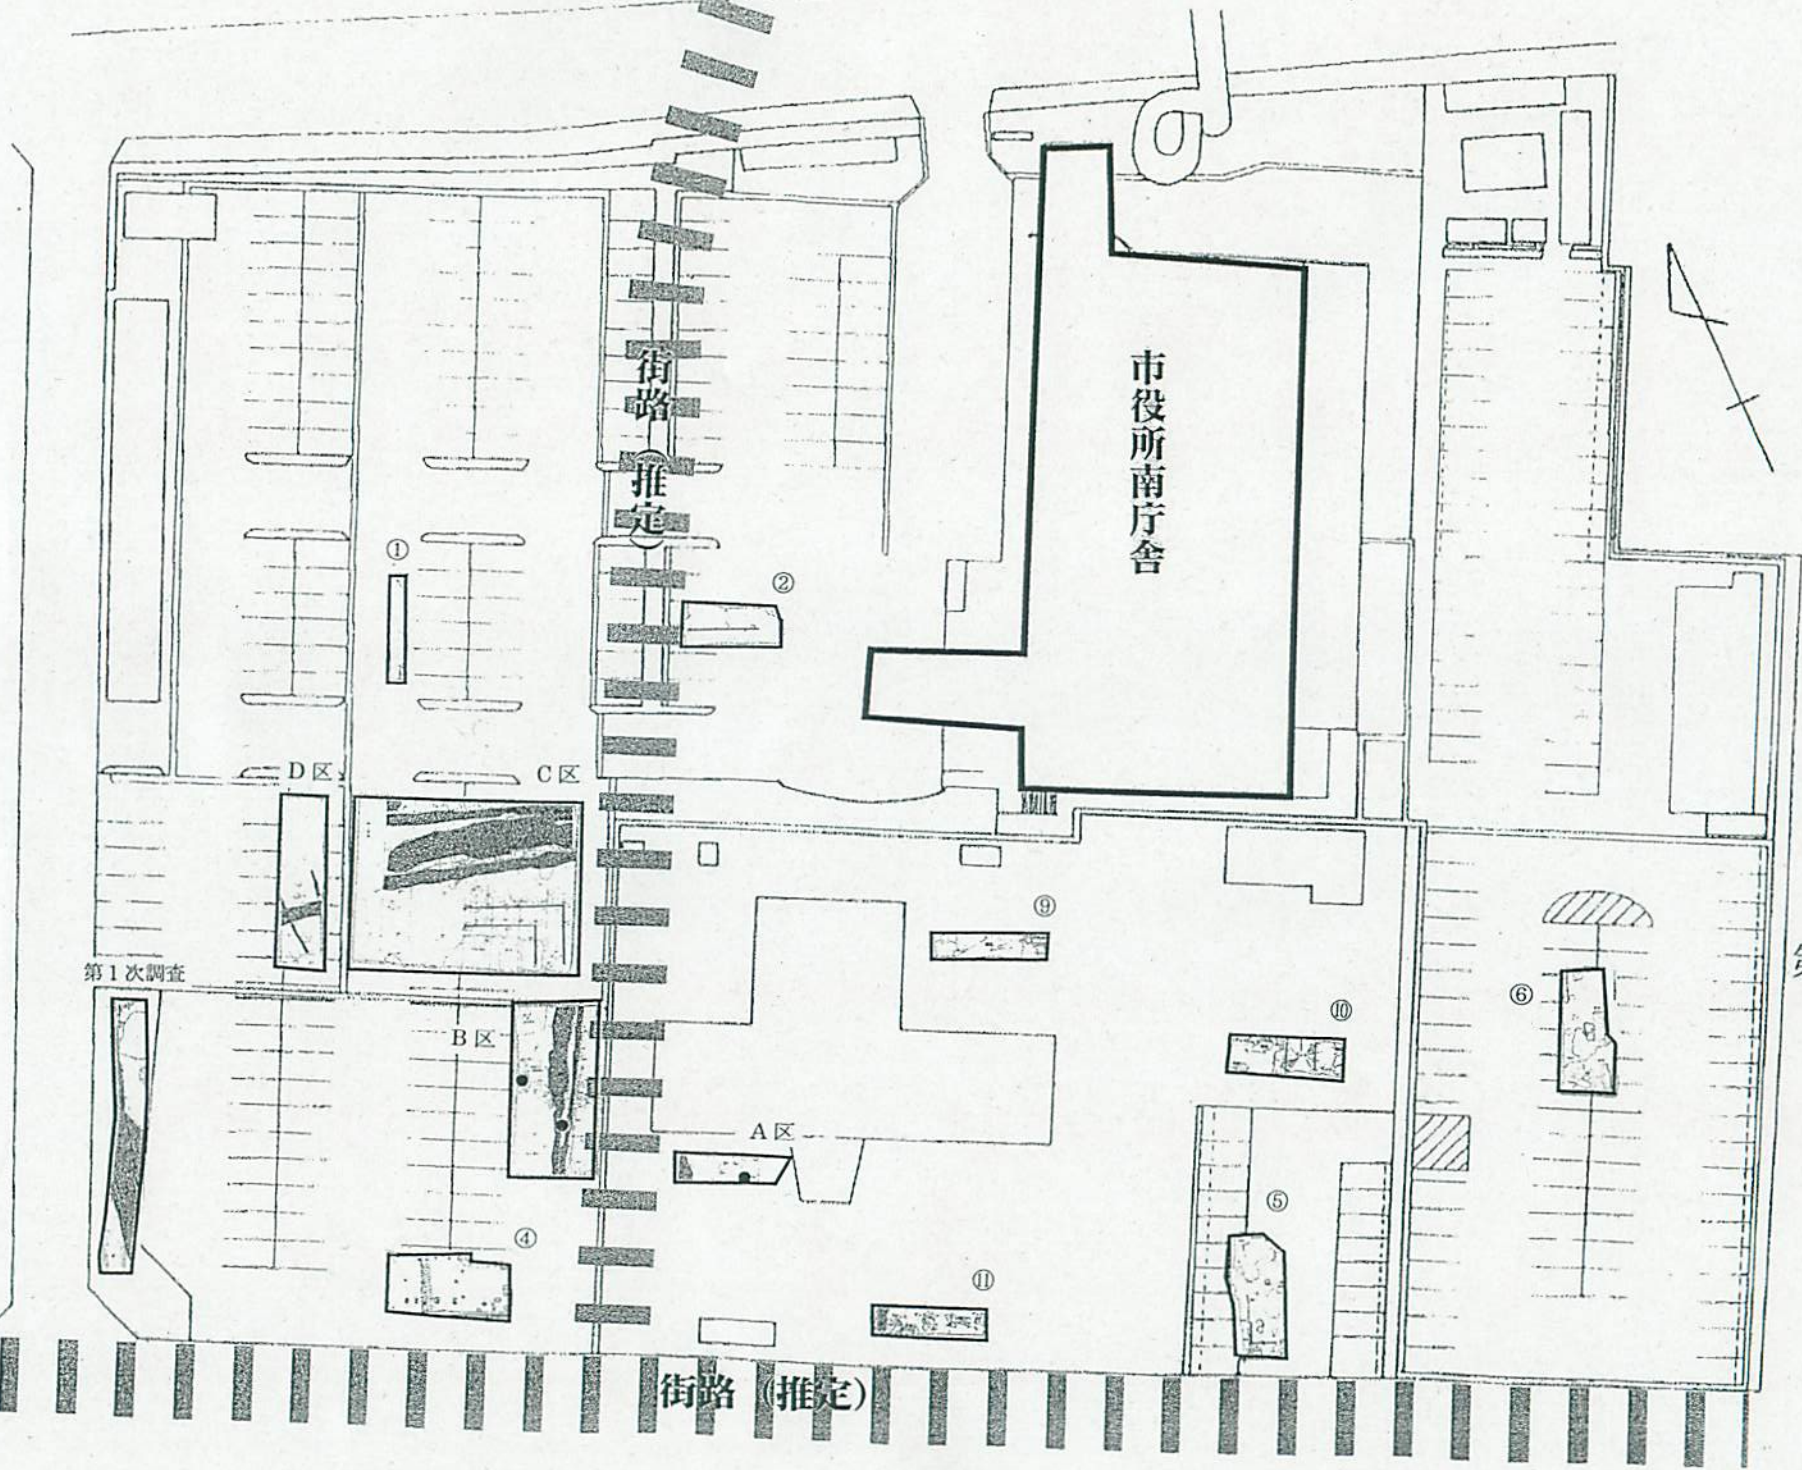 街路（推定）
市役所南庁舎
①
②
D区
C区
⑨
第1次調査
⑥
B区
⑩
A区
⑤
④
⑪
街路（推定）